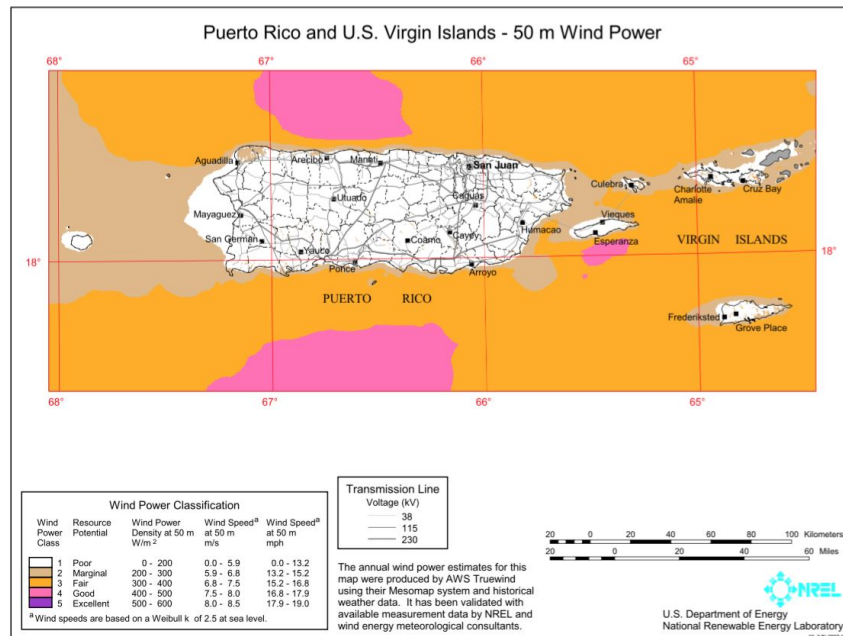 Puerto Rico and U.S. Virgin Islands - 50 m Wind Power
68° 67° 66° 65°
Aguadilla Arecibo Manati San Juan
Utuado Caguas Culebra Charlotte Amalie Cruz Bay
Mayaguez Vieques
San German Yauco Coamo Cayey Humacao Esperanza VIRGIN ISLANDS
18° Ponce Arroyo 18°
PUERTO RICO
Frederiksted Grove Place
68° 67° 66° 65°
Wind Power Classification
Wind Power Class Resource Potential Wind Power Density at 50 m W/m 2 Wind Speed a at 50 m m/s Wind Speed a at 50 m mph
1 Poor 0 - 200 0.0 - 5.9 0.0 - 13.2
2 Marginal 200 - 300 5.9 - 6.8 13.2 - 15.2
3 Fair 300 - 400 6.8 - 7.5 15.2 - 16.8
4 Good 400 - 500 7.5 - 8.0 16.8 - 17.9
5 Excellent 500 - 600 8.0 - 8.5 17.9 - 19.0
a Wind speeds are based on a Weibull k of 2.5 at sea level.
Transmission Line
Voltage (kV)
38
115
230
The annual wind power estimates for this
map were produced by AWS Truewind
using their Mesomap system and historical
weather data. It has been validated with
available measurement data by NREL and
wind energy meteorological consultants.
20 0 20 40 60 80 100 Kilometers
20 0 20 40 60 Miles
NREL
U.S. Department of Energy
National Renewable Energy Laboratory